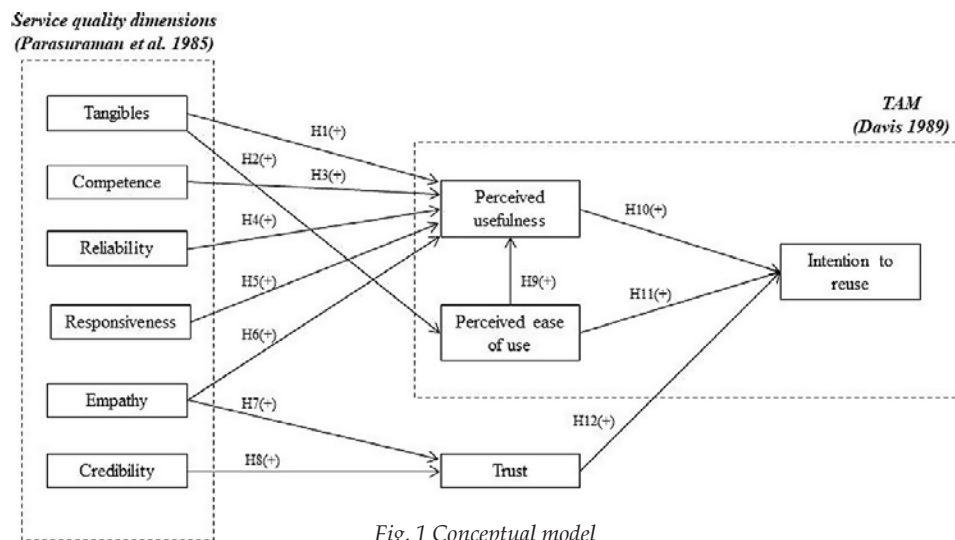 Service quality dimensions
(Parasuraman et al. 1985)
Tangibles
Competence
Reliability
Responsiveness
Empathy
Credibility
H1(+)
H2(+)
H3(+)
H4(+)
H5(+)
H6(+)
H7(+)
H8(+)
TAM
(Davis 1989)
Perceived
usefulness
H9(+)
Perceived ease
of use
Trust
H10(+)
H11(+)
H12(+)
Intention to
reuse
Fig. 1 Conceptual model